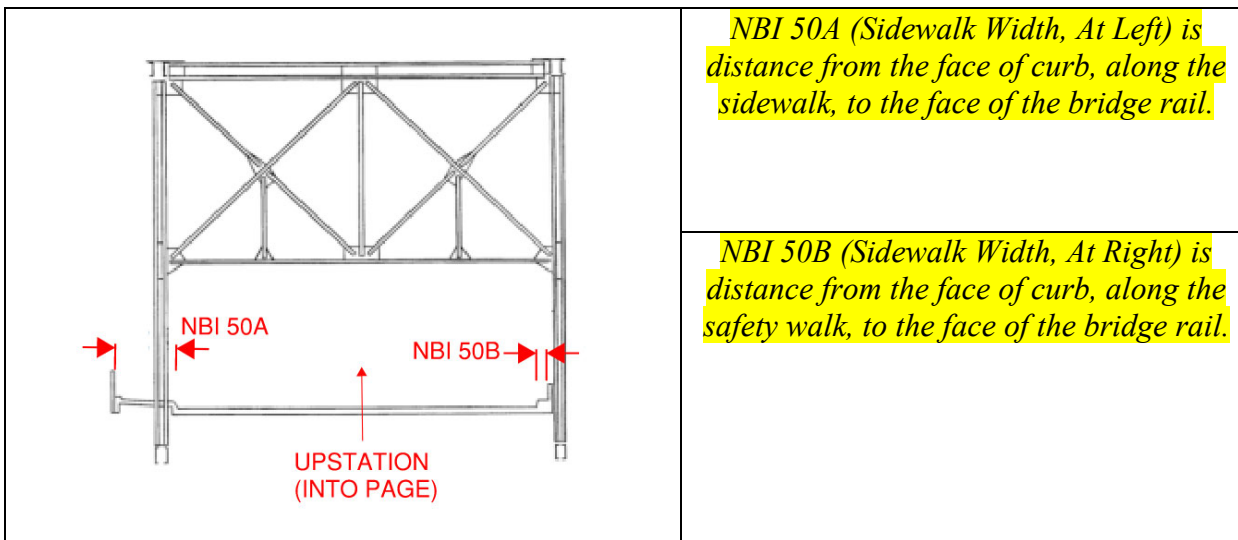 NBI 50A (Sidewalk Width, At Left) is
distance from the face of curb, along the
sidewalk, to the face of the bridge rail.
NBI 50B (Sidewalk Width, At Right) is
distance from the face of curb, along the
safety walk, to the face of the bridge rail.
NBI 50A
NBI 50B
UPSTATION
(INTO PAGE)